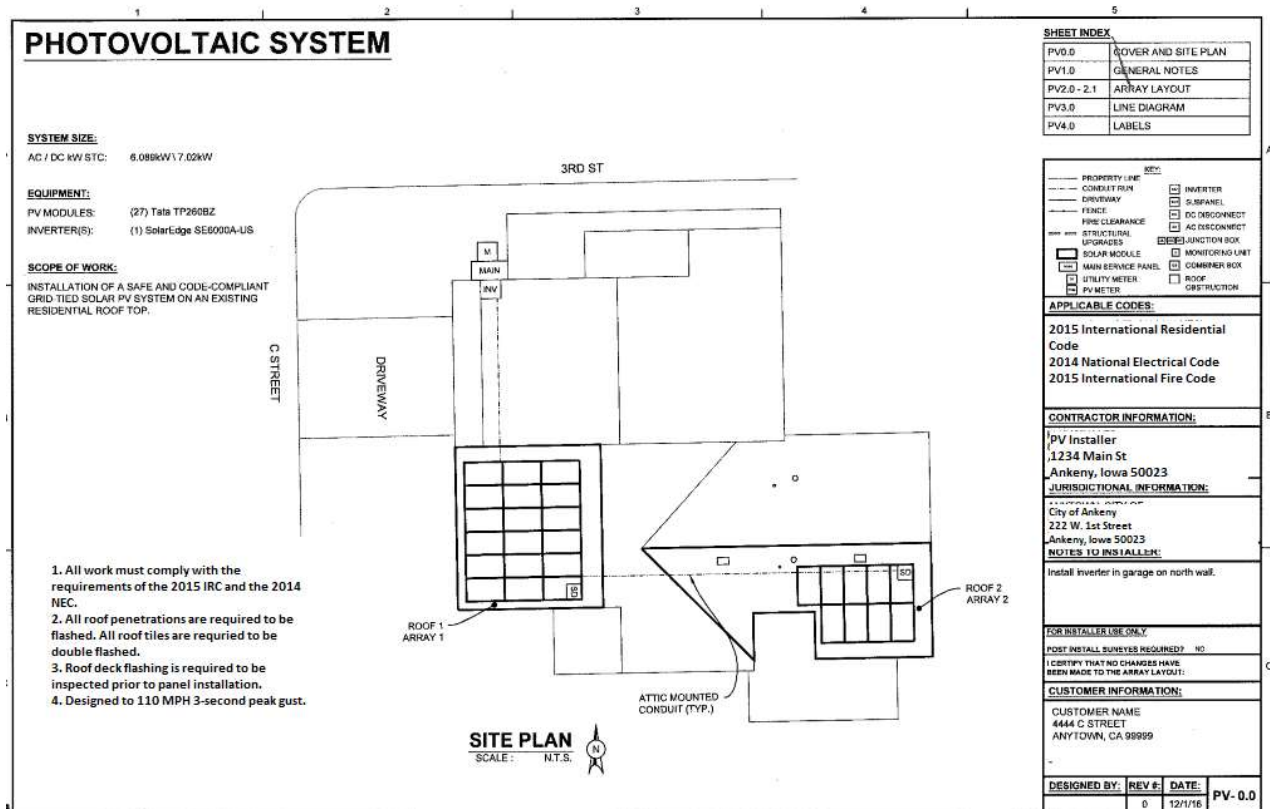 1 2 3 4 5
PHOTOVOLTAIC SYSTEM
SYSTEM SIZE:
AC / DC kW STC: 6.089kW \ 7.02kW
EQUIPMENT:
PV MODULES: (27) Tata TP260BZ
INVERTER(S): (1) SolarEdge SE6000A-US
SCOPE OF WORK:
INSTALLATION OF A SAFE AND CODE-COMPLIANT
GRID TIED SOLAR PV SYSTEM ON AN EXISTING
RESIDENTIAL ROOF TOP.
3RD ST
M
MAIN
INV
C STREET
DRIVEWAY
SD
SD
ROOF 1
ARRAY 1
ROOF 2
ARRAY 2
ATTIC MOUNTED
CONDUIT (TYP.)
1. All work must comply with the
requirements of the 2015 IRC and the 2014
NEC.
2. All roof penetrations are required to be
flashed. All roof tiles are requried to be
double flashed.
3. Roof deck flashing is required to be
inspected prior to panel installation.
4. Designed to 110 MPH 3-second peak gust.
SITE PLAN
SCALE : N.T.S.
N
SHEET INDEX
PV0.0 COVER AND SITE PLAN
PV1.0 GENERAL NOTES
PV2.0 - 2.1 ARRAY LAYOUT
PV3.0 LINE DIAGRAM
PV4.0 LABELS
KEY:
PROPERTY LINE
CONDUIT RUN
DRIVEWAY
FENCE
FIRE CLEARANCE
STRUCTURAL
UPGRADES
SOLAR MODULE
MAIN SERVICE PANEL
UTILITY METER
PV METER
INVERTER
SUBPANEL
DC DISCONNECT
AC DISCONNECT
JUNCTION BOX
MONITORING UNIT
COMBINER BOX
ROOF
OBSTRUCTION
APPLICABLE CODES:
2015 International Residential
Code
2014 National Electrical Code
2015 International Fire Code
CONTRACTOR INFORMATION:
PV Installer
1234 Main St
Ankeny, Iowa 50023
JURISDICTIONAL INFORMATION:
City of Ankeny
222 W. 1st Street
Ankeny, Iowa 50023
NOTES TO INSTALLER:
Install inverter in garage on north wall.
FOR INSTALLER USE ONLY
POST INSTALL SUNEYES REQUIRED? NO
I CERTIFY THAT NO CHANGES HAVE
BEEN MADE TO THE ARRAY LAYOUT:
CUSTOMER INFORMATION:
CUSTOMER NAME
4444 C STREET
ANYTOWN, CA 99999
DESIGNED BY: REV #: DATE: PV- 0.0
0 12/1/16
A
B
C